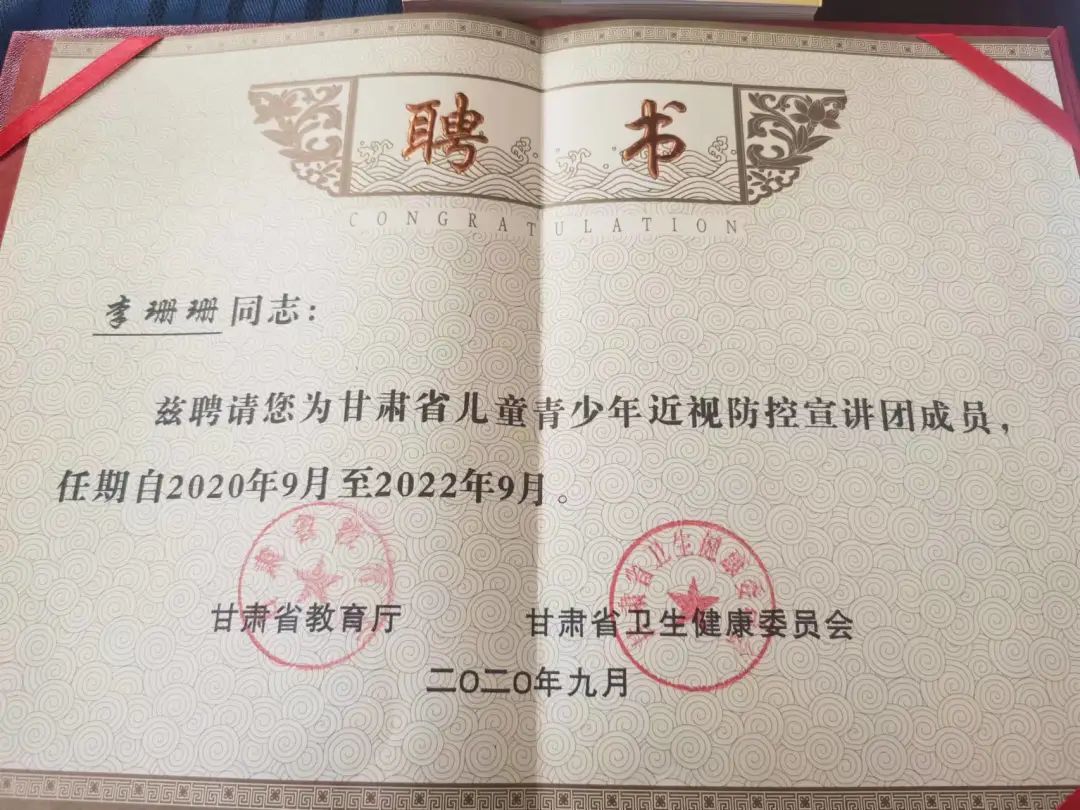 聘书
CONGRATULATION
李珊珊同志：
兹聘请您为甘肃省儿童青少年近视防控宣讲团成员，
任期自2020年9月至2022年9月。
甘肃省教育厅 甘肃省卫生健康委员会
二〇二〇年九月